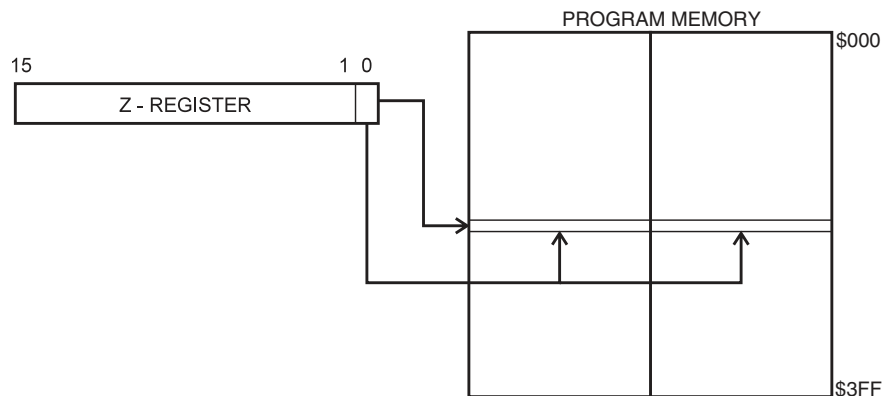 PROGRAM MEMORY
$000
15 1 0
Z - REGISTER
$3FF